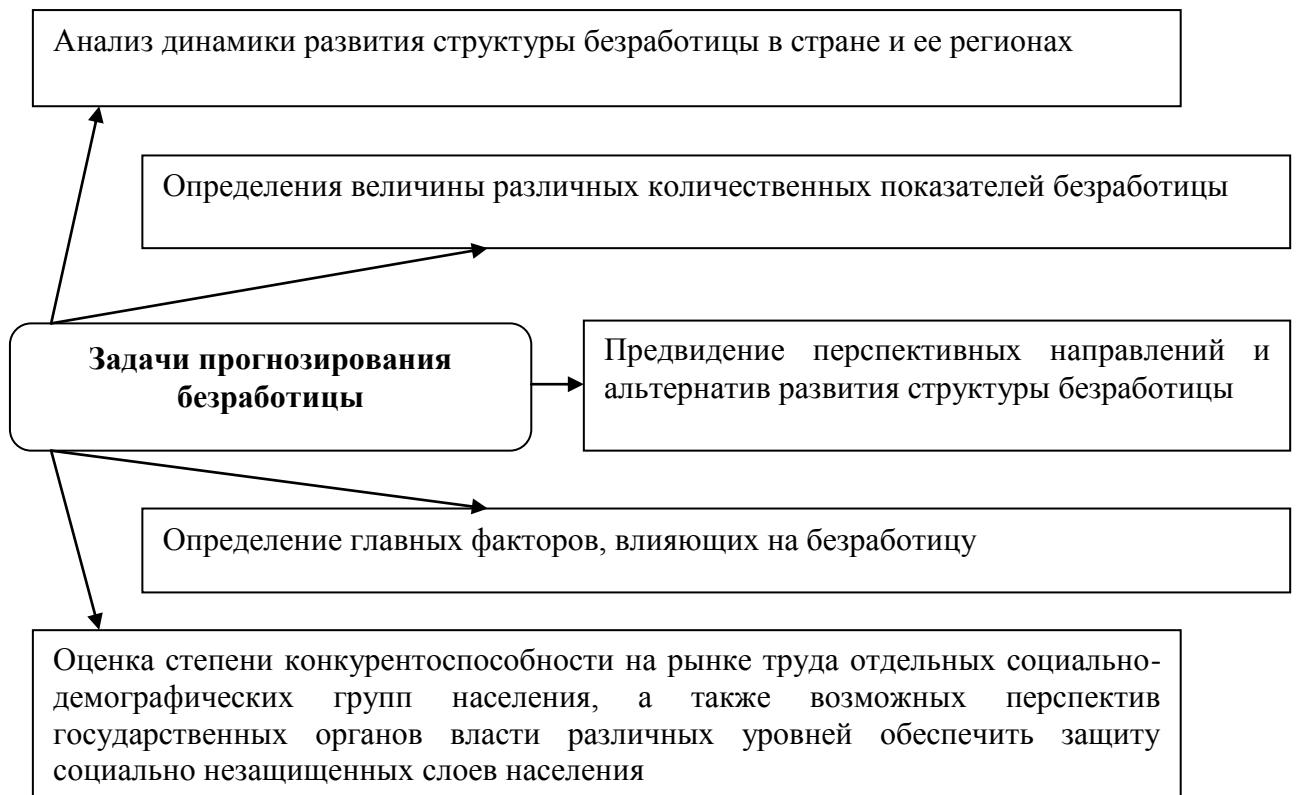 Анализ динамики развития структуры безработицы в стране и ее регионах
Определения величины различных количественных показателей безработицы
Задачи прогнозирования
безработицы
Предвидение перспективных направлений и
альтернатив развития структуры безработицы
Определение главных факторов, влияющих на безработицу
Оценка степени конкурентоспособности на рынке труда отдельных социально-
демографических групп населения, а также возможных перспектив
государственных органов власти различных уровней обеспечить защиту
социально незащищенных слоев населения